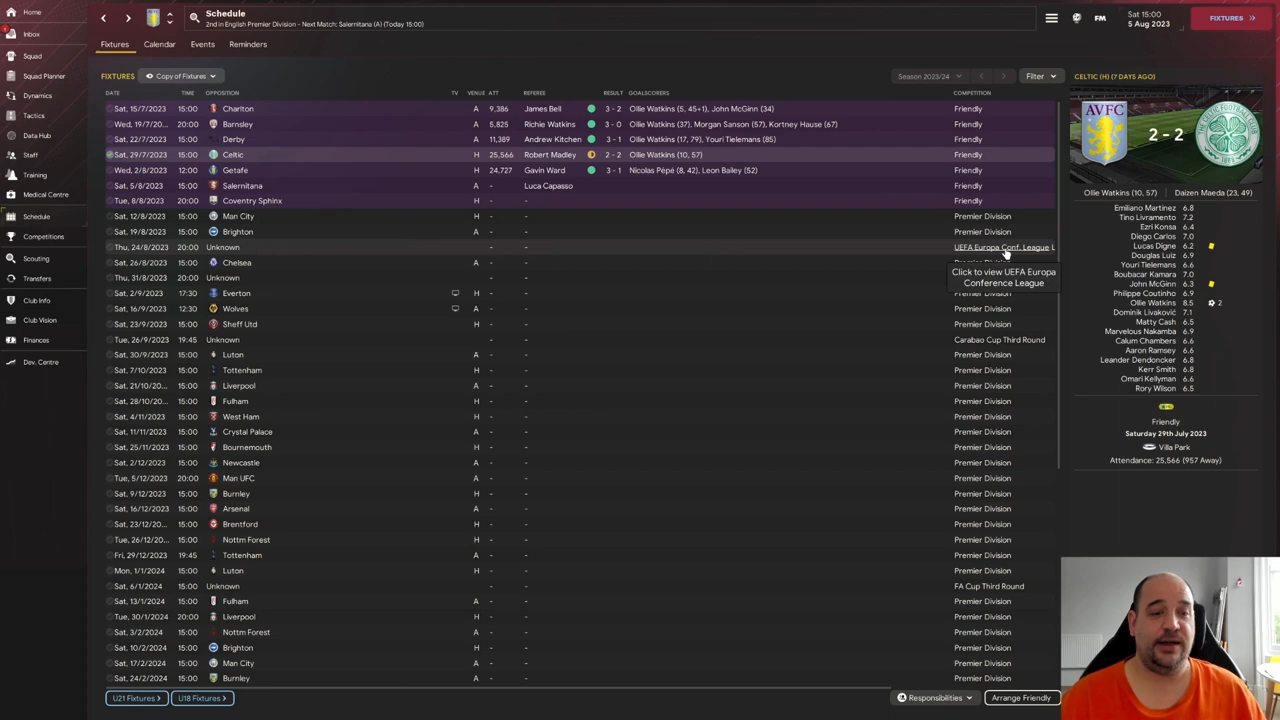 Home
Inbox
Squad
Squad Planner
Dynamics
Tactics
Data Hub
Staff
Training
Medical Centre
Schedule
Competitions
Scouting
Transfers
Club Info
Club Vision
Finances
Dev. Centre
Schedule
2nd in English Premier Division - Next Match: Salernitana (A) (Today 15:00)
FM
Sat 15:00
5 Aug 2023
FIXTURES
Fixtures Calendar Events Reminders
FIXTURES Copy of Fixtures Season 2023/24 Filter
DATE TIME OPPOSITION TV VENUE ATT REFEREE RESULT GOALSCORERS COMPETITION
Sat, 15/7/2023 15:00 Charlton A 9,386 James Bell 3 - 2 Ollie Watkins (5, 45+1), John McGinn (34) Friendly
Wed, 19/7/20... 20:00 Barnsley A 5,825 Richie Watkins 3 - 0 Ollie Watkins (37), Morgan Sanson (57), Kortney Hause (67) Friendly
Sat, 22/7/2023 15:00 Derby A 11,389 Andrew Kitchen 3 - 1 Ollie Watkins (17, 79), Youri Tielemans (85) Friendly
Sat, 29/7/2023 15:00 Celtic H 25,566 Robert Madley 2 - 2 Ollie Watkins (10, 57) Friendly
Wed, 2/8/2023 12:00 Getafe H 24,727 Gavin Ward 3 - 1 Nicolas Pépé (8, 42), Leon Bailey (52) Friendly
Sat, 5/8/2023 15:00 Salernitana A - Luca Capasso Friendly
Tue, 8/8/2023 20:00 Coventry Sphinx H - - Friendly
Sat, 12/8/2023 15:00 Man City H - - Premier Division
Sat, 19/8/2023 15:00 Brighton A - - Premier Division
Thu, 24/8/2023 20:00 Unknown - - UEFA Europa Conf. League L
Sat, 26/8/2023 15:00 Chelsea A - -
Thu, 31/8/2023 20:00 Unknown - -
Click to view UEFA Europa
Conference League
Sat, 2/9/2023 17:30 Everton H - - Premier Division
Sat, 16/9/2023 12:30 Wolves A - - Premier Division
Sat, 23/9/2023 15:00 Sheff Utd H - - Premier Division
Tue, 26/9/2023 19:45 Unknown - - Carabao Cup Third Round
Sat, 30/9/2023 15:00 Luton A - - Premier Division
Sat, 7/10/2023 15:00 Tottenham H - - Premier Division
Sat, 21/10/20... 15:00 Liverpool A - - Premier Division
Sat, 28/10/20... 15:00 Fulham H - - Premier Division
Sat, 4/11/2023 15:00 West Ham H - - Premier Division
Sat, 11/11/2023 15:00 Crystal Palace A - - Premier Division
Sat, 25/11/2023 15:00 Bournemouth H - - Premier Division
Sat, 2/12/2023 15:00 Newcastle A - - Premier Division
Tue, 5/12/2023 20:00 Man UFC A - - Premier Division
Sat, 9/12/2023 15:00 Burnley H - - Premier Division
Sat, 16/12/2023 15:00 Arsenal A - - Premier Division
Sat, 23/12/20... 15:00 Brentford H - - Premier Division
Tue, 26/12/20... 15:00 Nottm Forest H - - Premier Division
Fri, 29/12/2023 19:45 Tottenham A - - Premier Division
Mon, 1/1/2024 15:00 Luton H - - Premier Division
Sat, 6/1/2024 15:00 Unknown - - FA Cup Third Round
Sat, 13/1/2024 15:00 Fulham A - - Premier Division
Tue, 30/1/2024 20:00 Liverpool H - - Premier Division
Sat, 3/2/2024 15:00 Nottm Forest A - - Premier Division
Sat, 10/2/2024 15:00 Brighton H - - Premier Division
Sat, 17/2/2024 15:00 Man City A - - Premier Division
Sat, 24/2/2024 15:00 Burnley A - - Premier Division
U21 Fixtures > U18 Fixtures > Responsibilities Arrange Friendly
CELTIC (H) (7 DAYS AGO)
AVFC
2 - 2
Ollie Watkins (10, 57) Daizen Maeda (23, 49)
Emiliano Martínez 6.8
Tino Livramento 7.2
Ezri Konsa 6.4
Diego Carlos 7.0
Lucas Digne 6.2
Douglas Luiz 6.9
Youri Tielemans 6.6
Boubacar Kamara 7.0
John McGinn 6.3
Philippe Coutinho 6.9
Ollie Watkins 8.5 2
Dominik Livaković 7.1
Matty Cash 6.5
Marvelous Nakamba 6.9
Calum Chambers 6.6
Aaron Ramsey 6.6
Leander Dendoncker 6.8
Kerr Smith 6.8
Omari Kellyman 6.6
Rory Wilson 6.5
Friendly
Saturday 29th July 2023
Villa Park
Attendance: 25,566 (957 Away)